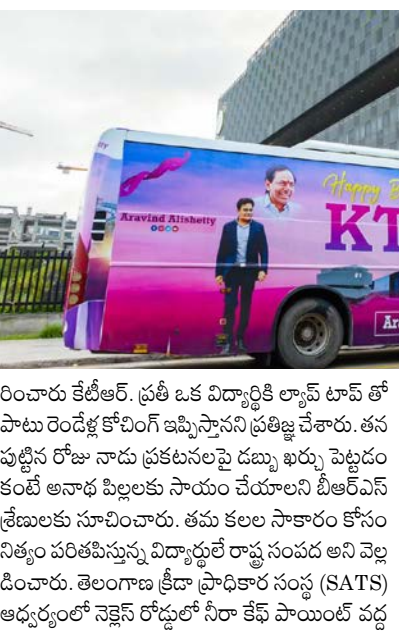 Happy B
KT
Aravind Alishetty
Ar
రించారు కేటీఆర్. ప్రతీ ఒక విద్యార్థికి ల్యాప్ టాప్ తో
పాటు రెండేళ్ల కోచింగ్ ఇప్పిస్తానని ప్రతిజ్ఞ చేశారు. తన
పుట్టిన రోజు నాడు ప్రకటనలపై డబ్బు ఖర్చు పెట్టడం
కంటే అనాథ పిల్లలకు సాయం చేయాలని బీఆర్ఎస్
శ్రేణులకు సూచించారు. తమ కలల సాకారం కోసం
నిత్యం పరితపిస్తున్న విద్యార్థులే రాష్ట్ర సంపద అని వెల్ల
డించారు. తెలంగాణ క్రీడా ప్రాధికార సంస్థ (SATS)
ఆధ్వర్యంలో నెక్లెస్ రోడ్డులో నీరా కేఫ్ పాయింట్ వద్ద